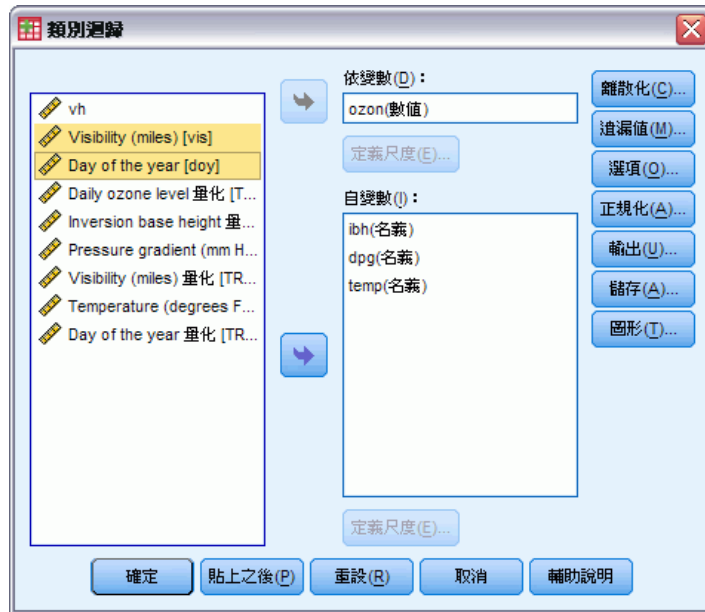 類別迴歸
vh
Visibility (miles) [vis]
Day of the year [doy]
Daily ozone level 量化 [T...
Inversion base height 量...
Pressure gradient (mm H...
Visibility (miles) 量化 [TR...
Temperature (degrees F...
Day of the year 量化 [TR...
依變數(D)：
ozon(數值)
定義尺度(E)...
自變數(I)：
ibh(名義)
dpg(名義)
temp(名義)
定義尺度(E)...
離散化(C)...
遺漏值(M)...
選項(O)...
正規化(A)...
輸出(U)...
儲存(A)...
圖形(T)...
確定
貼上之後(P)
重設(R)
取消
輔助說明